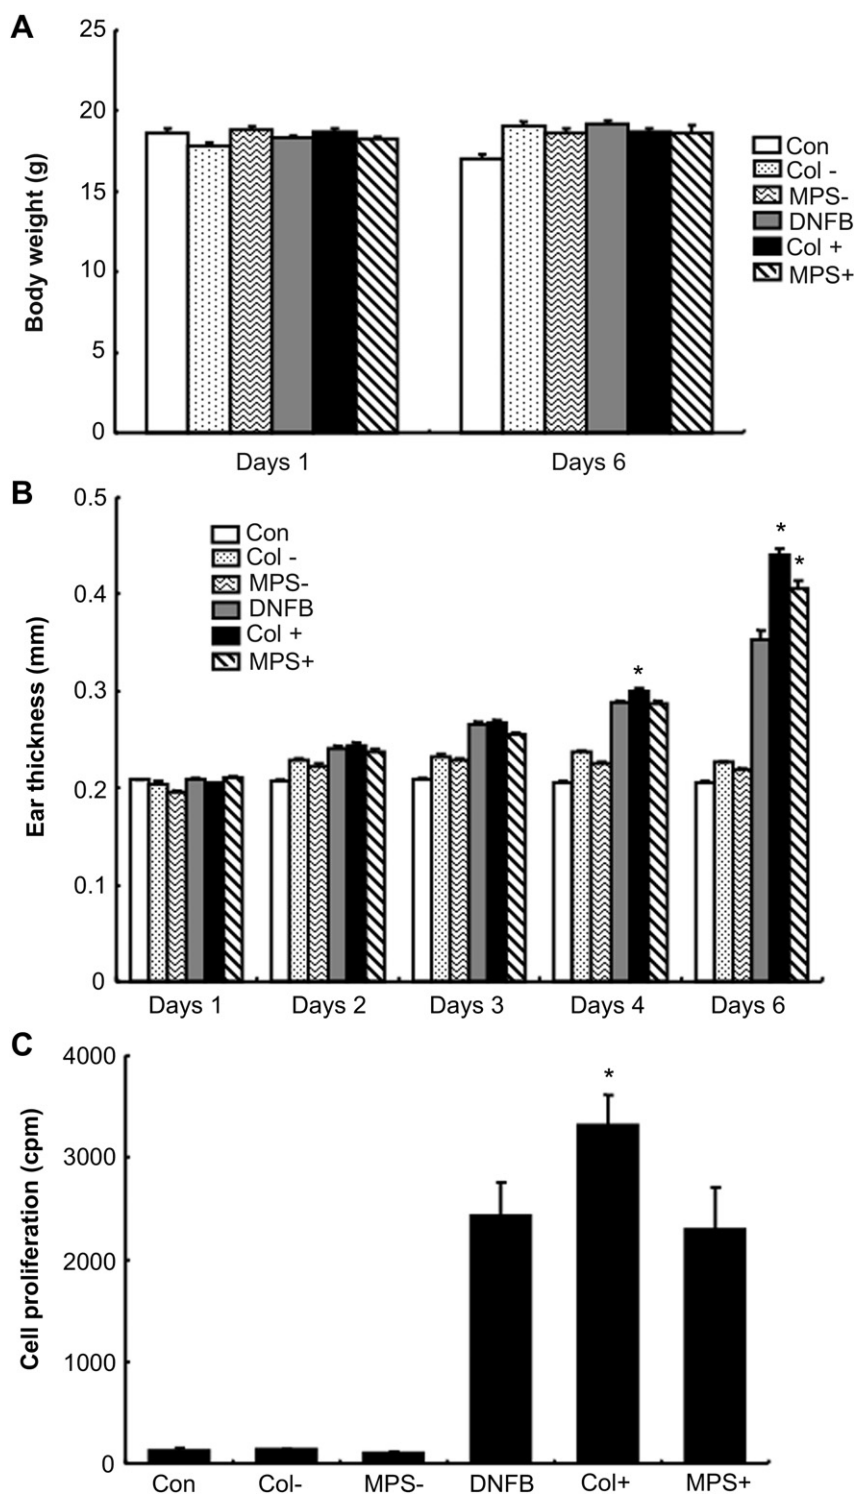 A
25
20
15
10
5
0
Body weight (g)
Days 1
Days 6
Con
Col -
MPS-
DNFB
Col +
MPS+
B
0.5
0.4
0.3
0.2
0.1
0
Ear thickness (mm)
Con
Col -
MPS-
DNFB
Col +
MPS+
*
*
*
Days 1
Days 2
Days 3
Days 4
Days 6
C
4000
3000
2000
1000
0
Cell proliferation (cpm)
*
Con
Col-
MPS-
DNFB
Col+
MPS+